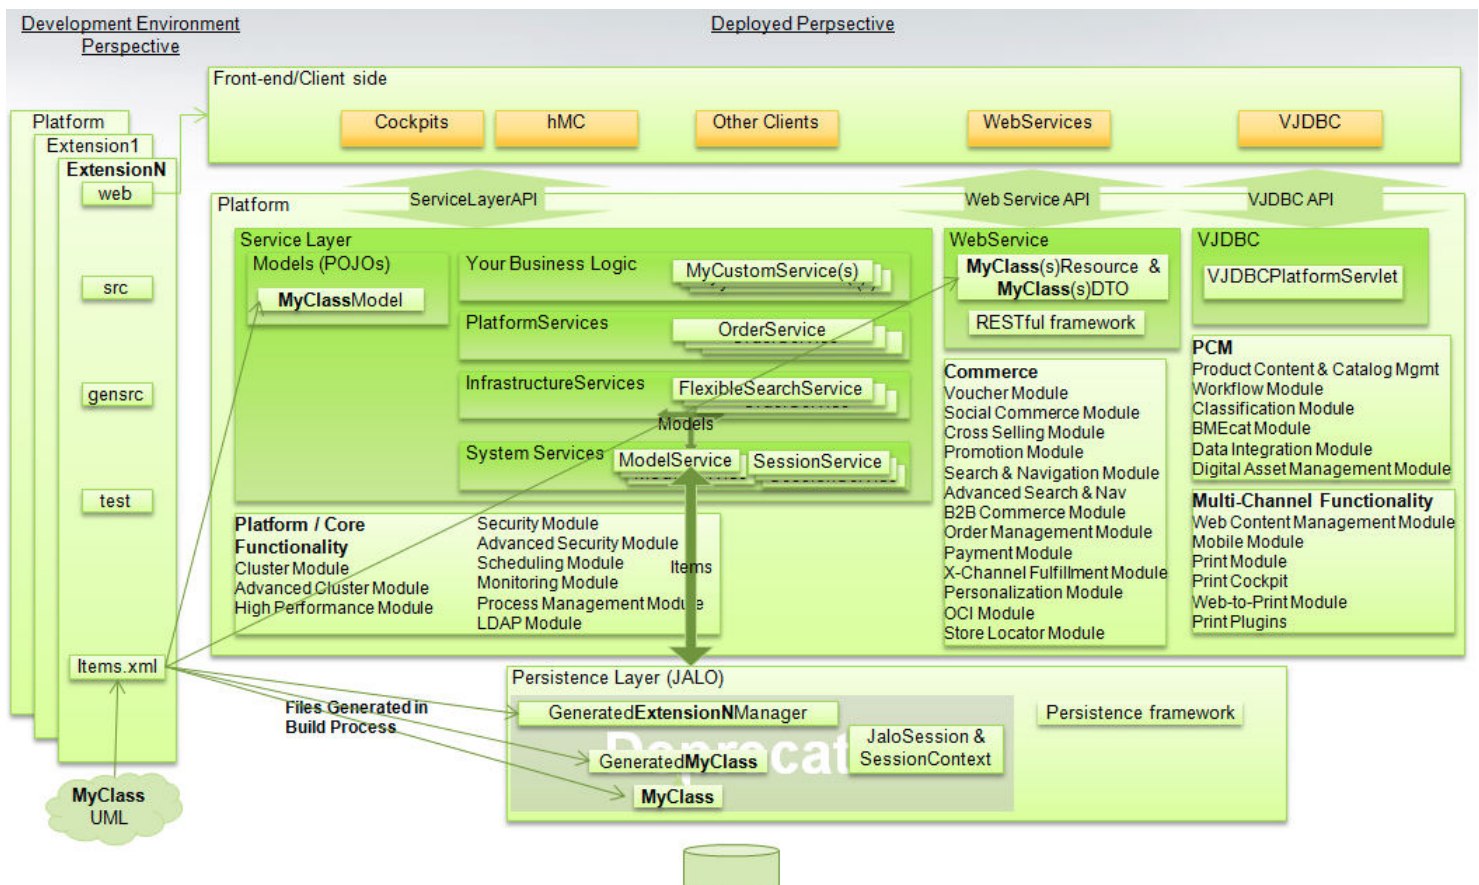 Development Environment
Perspective
Deployed Perpsective
Front-end/Client side
Cockpits
hMC
Other Clients
WebServices
VJDBC
Platform
Extension1
ExtensionN
web
src
gensrc
test
Items.xml
MyClass
UML
ServiceLayerAPI
Web Service API
VJDBC API
Platform
Service Layer
Models (POJOs)
MyClassModel
Your Business Logic
MyCustomService(s)
PlatformServices
OrderService
InfrastructureServices
FlexibleSearchService
Models
System Services
ModelService
SessionService
WebService
MyClass(s)Resource &
MyClass(s)DTO
RESTful framework
VJDBC
VJDBCPlatformServlet
Platform / Core
Functionality
Cluster Module
Advanced Cluster Module
High Performance Module
Security Module
Advanced Security Module
Scheduling Module
Monitoring Module
Process Management Module
LDAP Module
Items
Commerce
Voucher Module
Social Commerce Module
Cross Selling Module
Promotion Module
Search & Navigation Module
Advanced Search & Nav
B2B Commerce Module
Order Management Module
Payment Module
X-Channel Fulfillment Module
Personalization Module
OCI Module
Store Locator Module
PCM
Product Content & Catalog Mgmt
Workflow Module
Classification Module
BMEcat Module
Data Integration Module
Digital Asset Management Module
Multi-Channel Functionality
Web Content Management Module
Mobile Module
Print Module
Print Cockpit
Web-to-Print Module
Print Plugins
Files Generated in
Build Process
Persistence Layer (JALO)
GeneratedExtensionNManager
GeneratedMyClass
MyClass
JaloSession &
SessionContext
Persistence framework